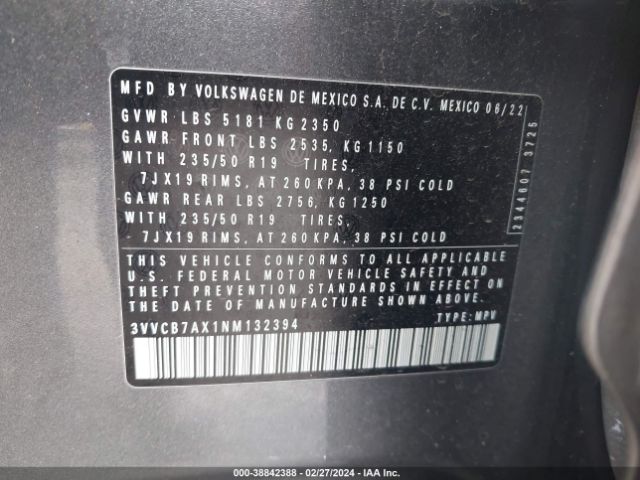 MFD BY VOLKSWAGEN DE MEXICO S.A. DE C.V. MEXICO 06/22
GVWR LBS 5181 KG 2350
GAWR FRONT LBS 2535, KG 1150
WITH 235/50 R19 TIRES,
7JX19 RIMS, AT 260 KPA, 38 PSI COLD
GAWR REAR LBS 2756, KG 1250
WITH 235/50 R19 TIRES,
7JX19 RIMS, AT 260 KPA, 38 PSI COLD
2344607 3725
THIS VEHICLE CONFORMS TO ALL APPLICABLE
U.S. FEDERAL MOTOR VEHICLE SAFETY AND
THEFT PREVENTION STANDARDS IN EFFECT ON
THE DATE OF MANUFACTURE SHOWN ABOVE.
3VVCB7AX1NM132394 TYPE: MPV
000-38842388 - 02/27/2024 - IAA Inc.